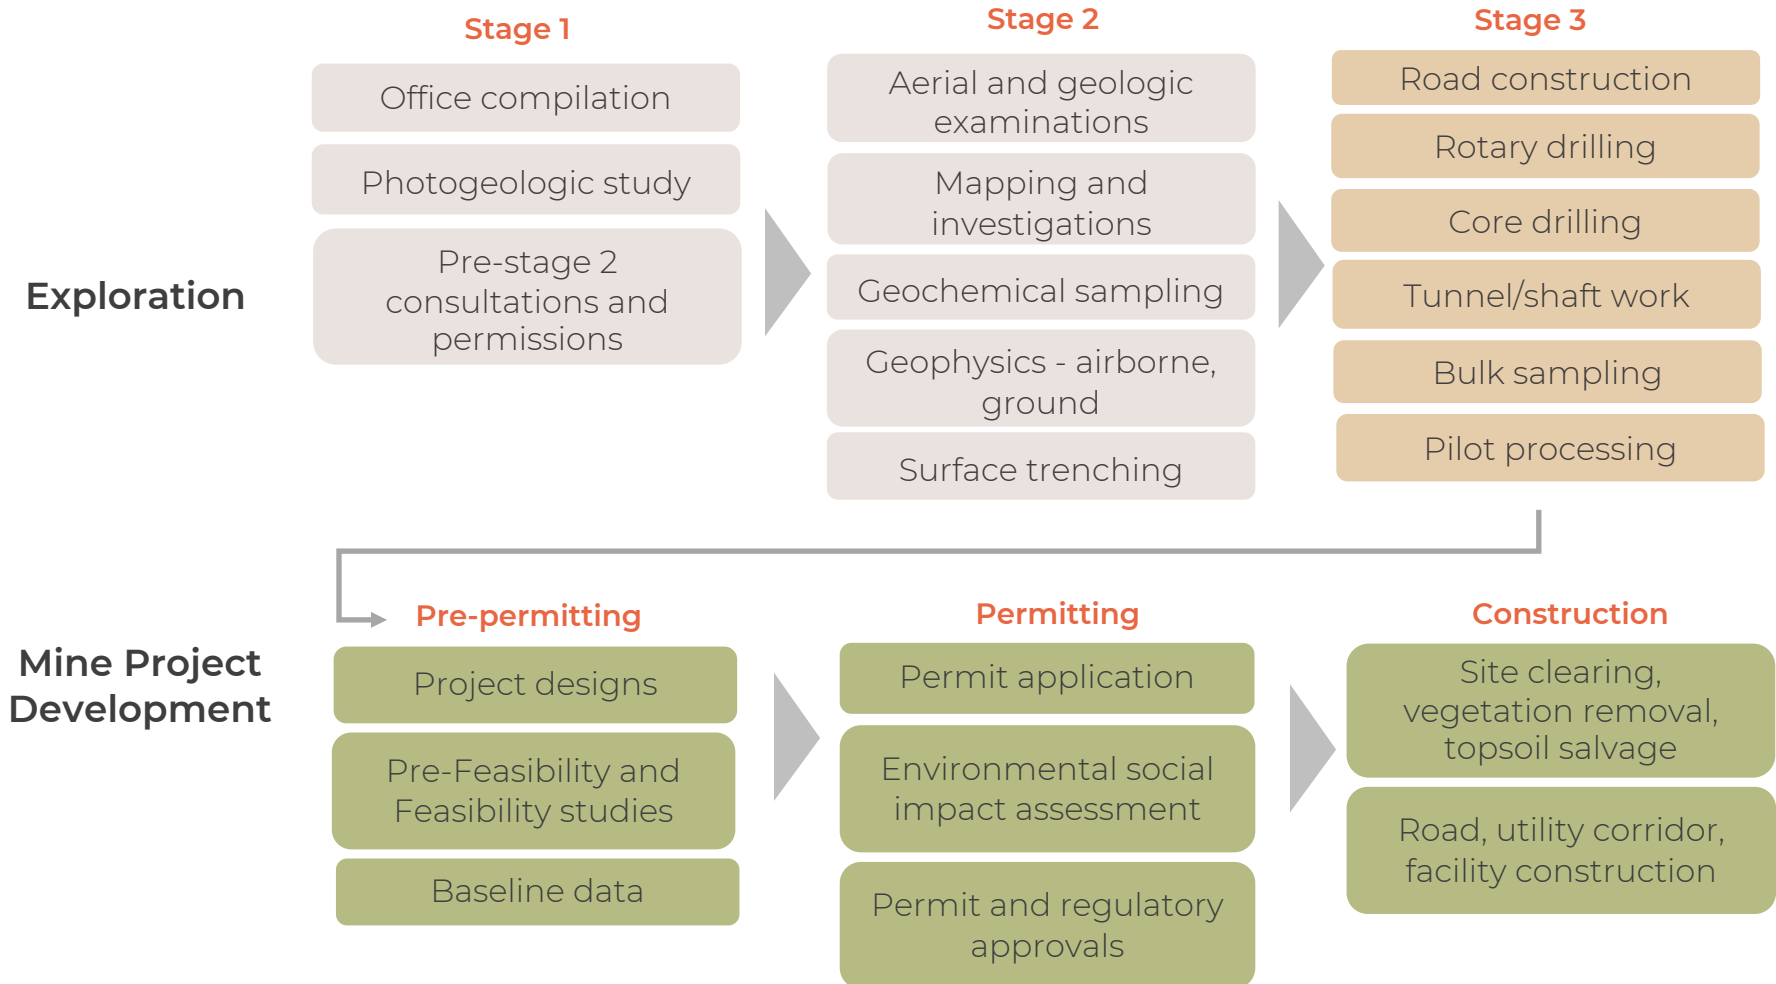 Exploration
Stage 1
Office compilation
Photogeologic study
Pre-stage 2
consultations and
permissions
Stage 2
Aerial and geologic
examinations
Mapping and
investigations
Geochemical sampling
Geophysics - airborne,
ground
Surface trenching
Stage 3
Road construction
Rotary drilling
Core drilling
Tunnel/shaft work
Bulk sampling
Pilot processing
Mine Project
Development
Pre-permitting
Project designs
Pre-Feasibility and
Feasibility studies
Baseline data
Permitting
Permit application
Environmental social
impact assessment
Permit and regulatory
approvals
Construction
Site clearing,
vegetation removal,
topsoil salvage
Road, utility corridor,
facility construction